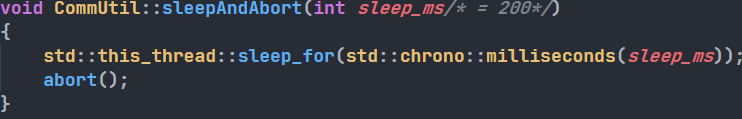 void CommUtil::sleepAndAbort(int sleep_ms/* = 200*/)
{
    std::this_thread::sleep_for(std::chrono::milliseconds(sleep_ms));
    abort();
}